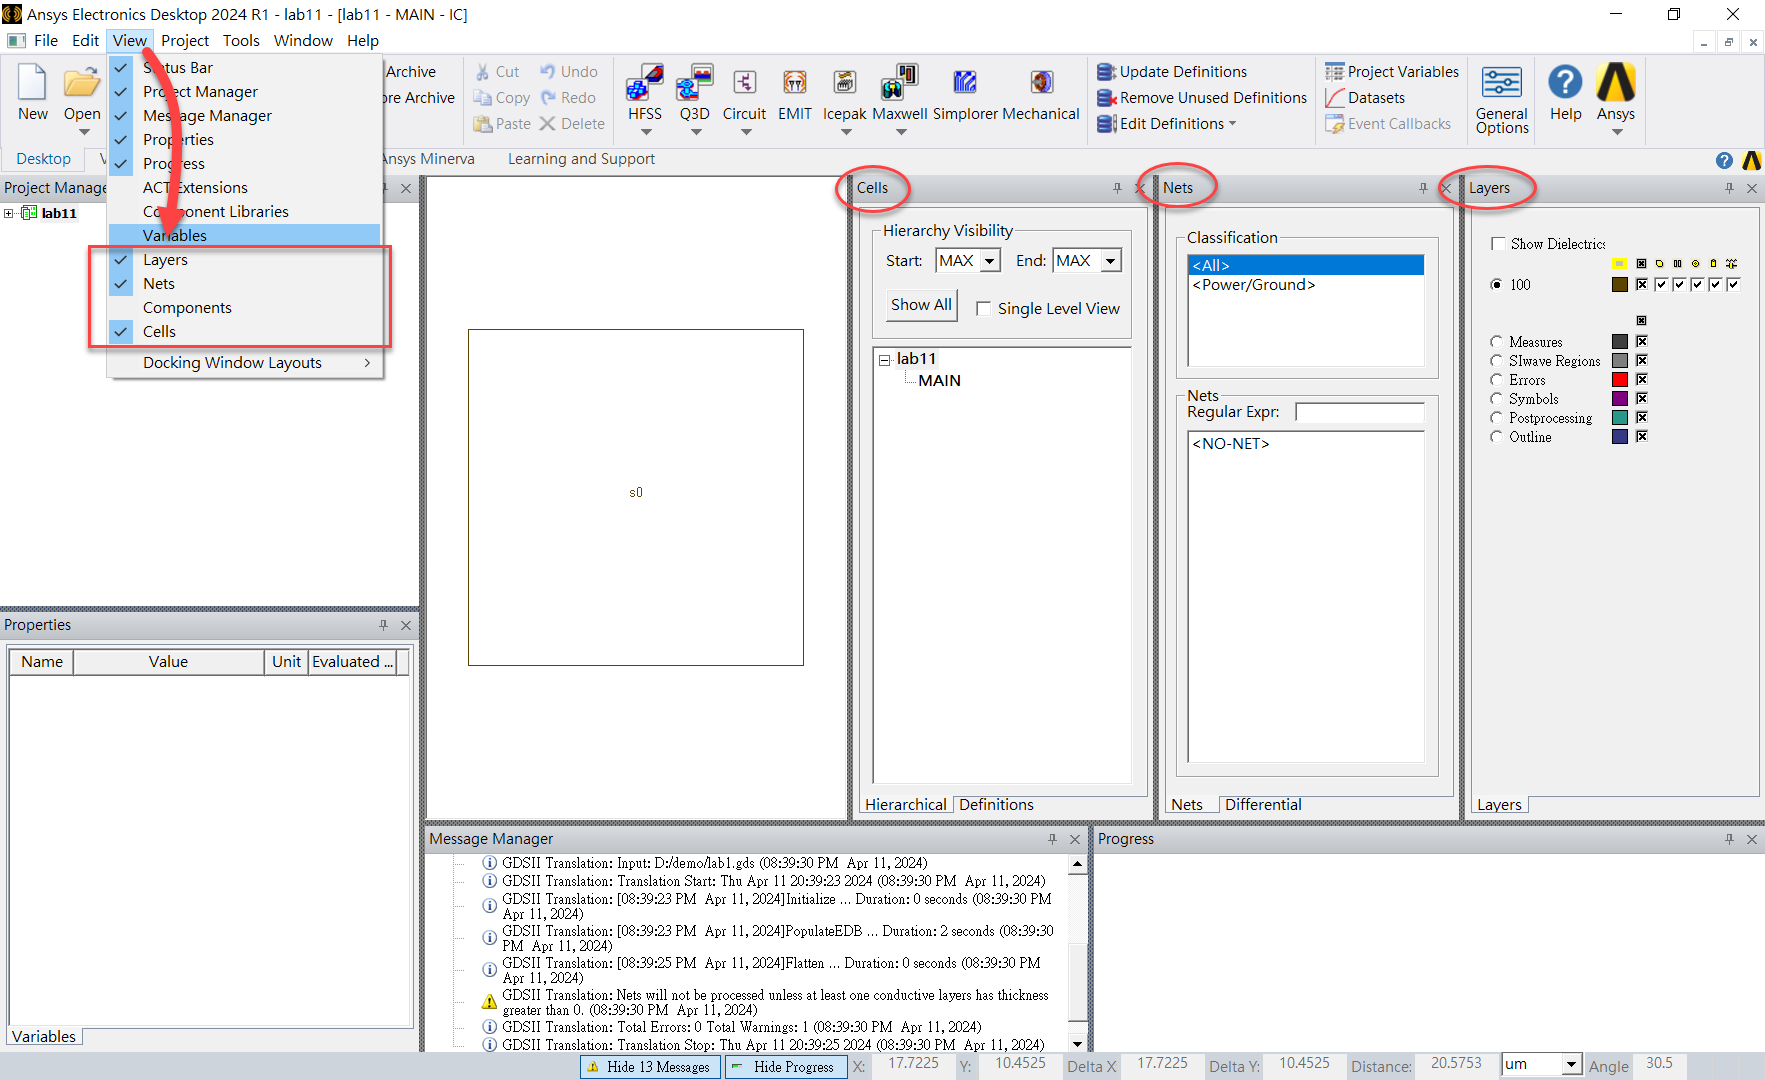 Ansys Electronics Desktop 2024 R1 - lab11 - [lab11 - MAIN - IC]
File Edit View Project Tools Window Help
New
Open
Status Bar
Project Manager
Message Manager
Properties
Progress
ACT Extensions
Component Libraries
Variables
Layers
Nets
Components
Cells
Docking Window Layouts
Archive
ore Archive
Cut
Copy
Paste
Undo
Redo
Delete
HFSS
Q3D
Circuit
EMIT
Icepak
Maxwell
Simplorer
Mechanical
Update Definitions
Remove Unused Definitions
Edit Definitions
Project Variables
Datasets
Event Callbacks
General
Options
Help
Ansys
Desktop
Ansys Minerva
Learning and Support
Project Manage
lab11
s0
Cells
Hierarchy Visibility
Start: MAX End: MAX
Show All Single Level View
lab11
MAIN
Hierarchical Definitions
Nets
Classification
<All>
<Power/Ground>
Nets
Regular Expr:
<NO-NET>
Nets Differential
Layers
Show Dielectrics
100
Measures
SIwave Regions
Errors
Symbols
Postprocessing
Outline
Layers
Properties
Name Value Unit Evaluated ...
Variables
Message Manager
GDSII Translation: Input: D:/demo/lab1.gds (08:39:30 PM Apr 11, 2024)
GDSII Translation: Translation Start: Thu Apr 11 20:39:23 2024 (08:39:30 PM Apr 11, 2024)
GDSII Translation: [08:39:23 PM Apr 11, 2024]Initialize ... Duration: 0 seconds (08:39:30 PM
Apr 11, 2024)
GDSII Translation: [08:39:23 PM Apr 11, 2024]PopulateEDB ... Duration: 2 seconds (08:39:30
PM Apr 11, 2024)
GDSII Translation: [08:39:25 PM Apr 11, 2024]Flatten ... Duration: 0 seconds (08:39:30 PM
Apr 11, 2024)
GDSII Translation: Nets will not be processed unless at least one conductive layers has thickness
greater than 0. (08:39:30 PM Apr 11, 2024)
GDSII Translation: Total Errors: 0 Total Warnings: 1 (08:39:30 PM Apr 11, 2024)
GDSII Translation: Translation Stop: Thu Apr 11 20:39:25 2024 (08:39:30 PM Apr 11, 2024)
Progress
Hide 13 Messages Hide Progress X: 17.7225 Y: 10.4525 Delta X 17.7225 Delta Y: 10.4525 Distance: 20.5753 um Angle 30.5